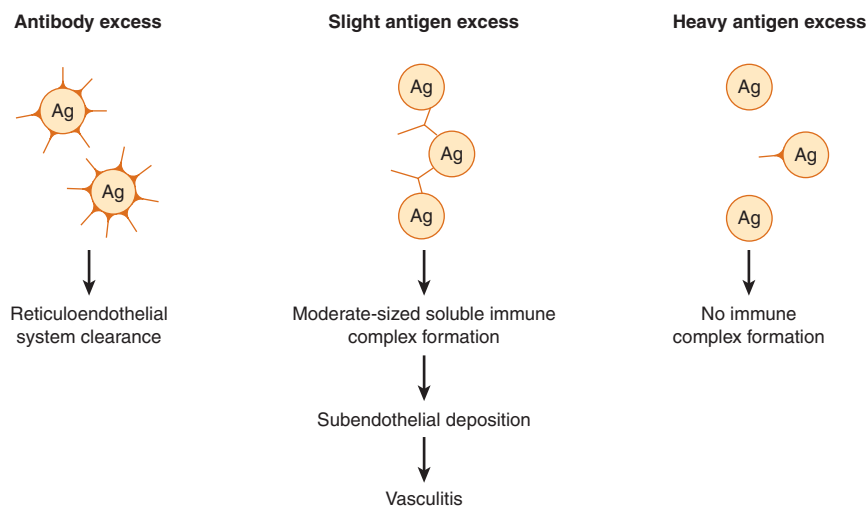 Antibody excess
Ag
Ag
Reticuloendothelial
system clearance
Slight antigen excess
Ag
Ag
Ag
Moderate-sized soluble immune
complex formation
Subendothelial deposition
Vasculitis
Heavy antigen excess
Ag
Ag
Ag
No immune
complex formation